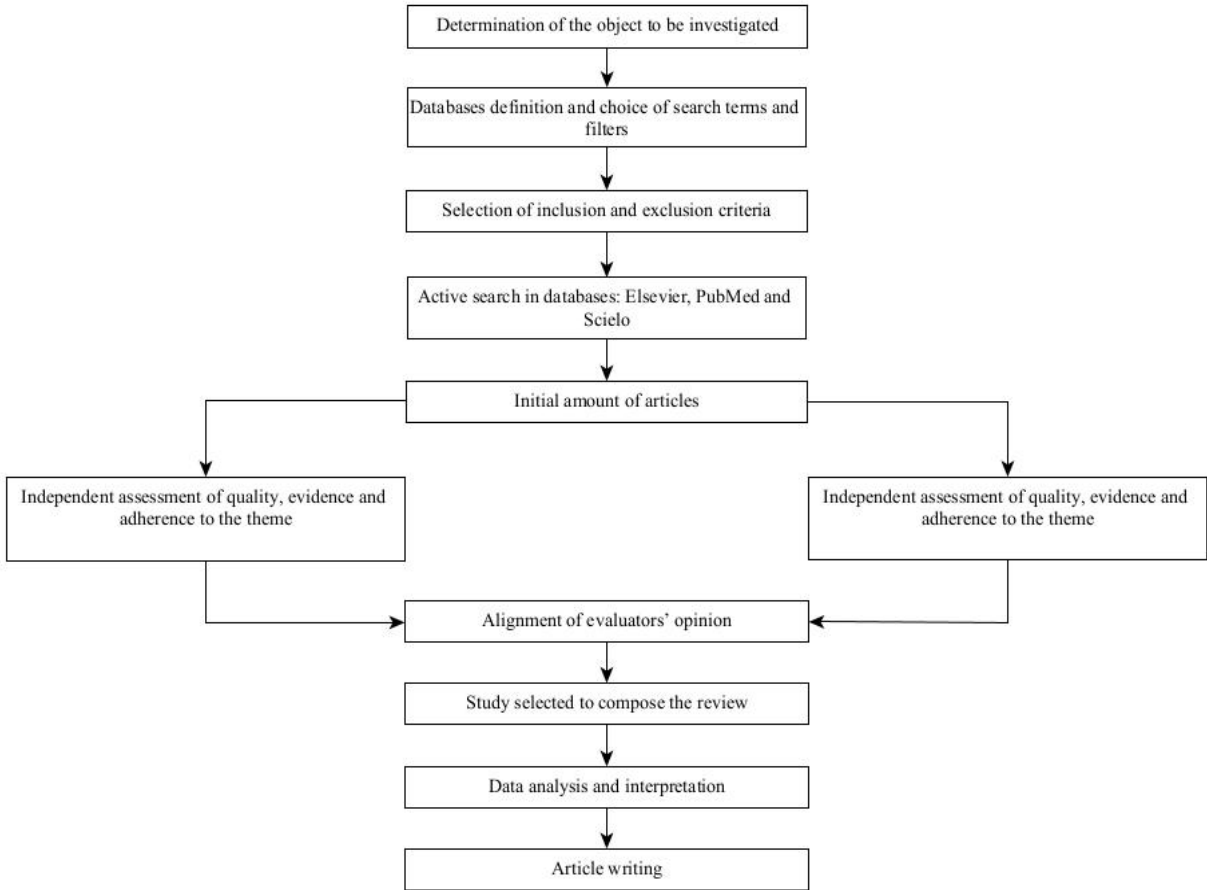 Determination of the object to be investigated
Databases definition and choice of search terms and
filters
Selection of inclusion and exclusion criteria
Active search in databases: Elsevier, PubMed and
Scielo
Initial amount of articles
Independent assessment of quality, evidence and
adherence to the theme
Independent assessment of quality, evidence and
adherence to the theme
Alignment of evaluators’ opinion
Study selected to compose the review
Data analysis and interpretation
Article writing